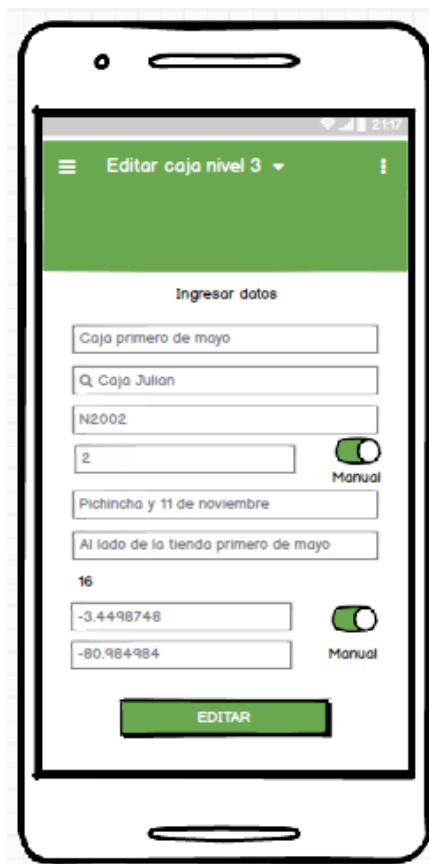 21:17
Editar caja nivel 3
Ingresar datos
Caja primero de mayo
Caja Julian
N2002
2
Manual
Pichincha y 11 de noviembre
Al lado de la tienda primero de mayo
16
-3.4498748
-80.984984
Manual
EDITAR